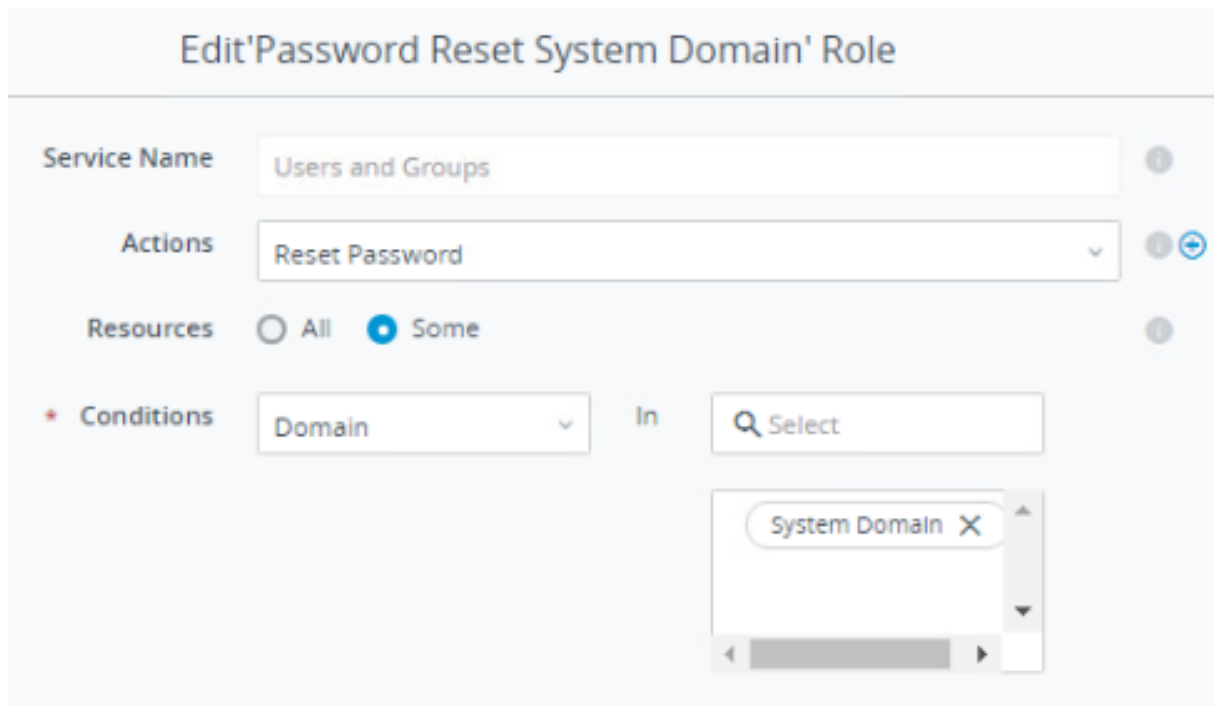 Edit'Password Reset System Domain' Role
Service Name Users and Groups
Actions Reset Password
Resources All Some
* Conditions Domain In Select
System Domain